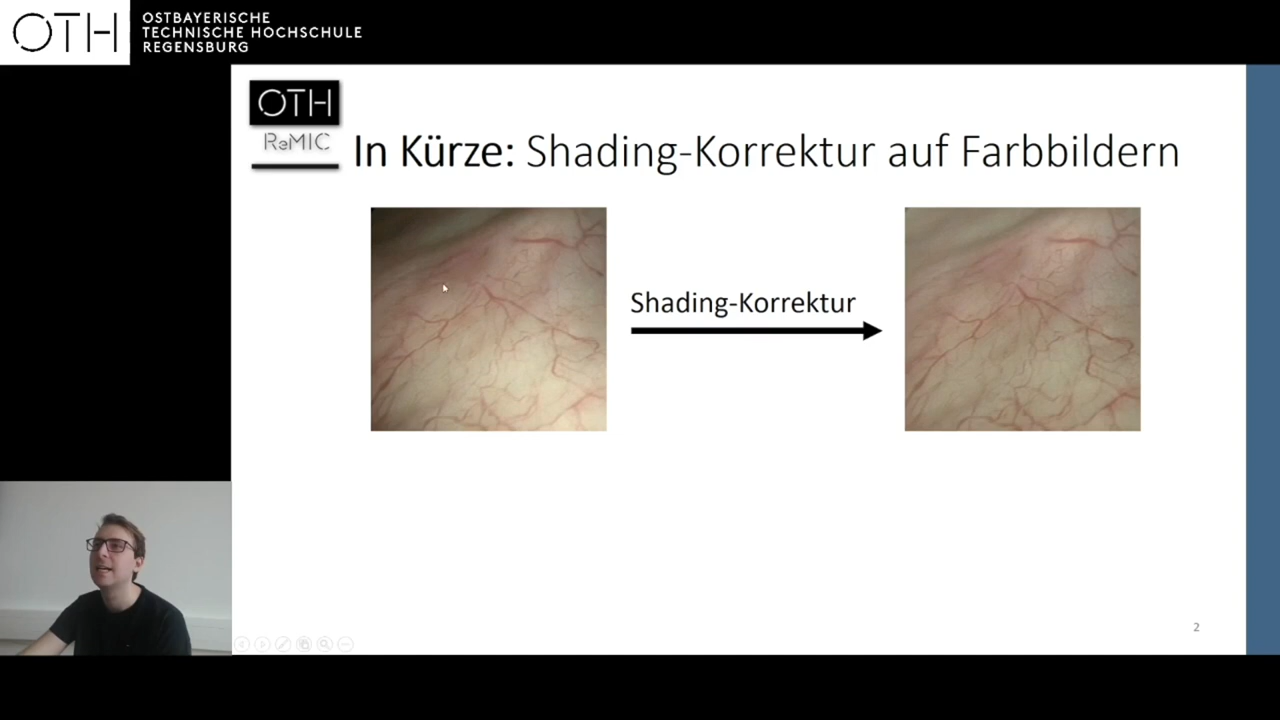 OTH
OSTBAYERISCHE
TECHNISCHE HOCHSCHULE
REGENSBURG
OTH
ReMIC
In Kürze: Shading-Korrektur auf Farbbildern
Shading-Korrektur
2